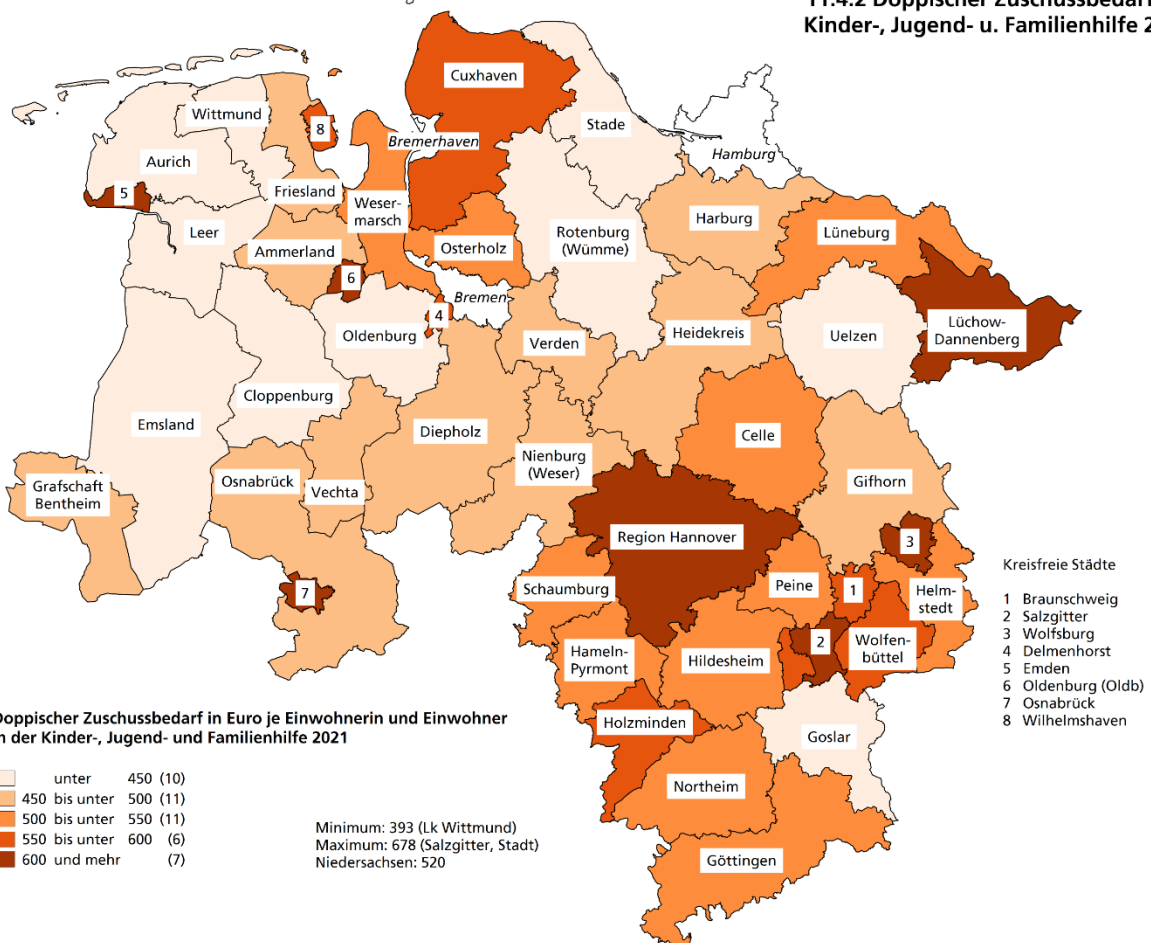 11.4.2 Doppischer Zuschussbedarf
Kinder-, Jugend- u. Familienhilfe 2
Cuxhaven
Wittmund
Stade
8
Bremerhaven
Hamburg
Aurich
5
Friesland
Weser-
marsch
Harburg
Leer
Lüneburg
Rotenburg
(Wümme)
Ammerland
Osterholz
6
Bremen
4
Lüchow-
Dannenberg
Oldenburg
Verden
Heidekreis
Uelzen
Cloppenburg
Emsland
Diepholz
Celle
Nienburg
(Weser)
Osnabrück
Vechta
Gifhorn
Grafschaft
Bentheim
Region Hannover
3
Schaumburg
Peine
1
Helm-
stedt
7
2
Wolfen-
büttel
Hameln-
Pyrmont
Hildesheim
Holzminden
Goslar
Northeim
Göttingen
Kreisfreie Städte
1 Braunschweig
2 Salzgitter
3 Wolfsburg
4 Delmenhorst
5 Emden
6 Oldenburg (Oldb)
7 Osnabrück
8 Wilhelmshaven
Doppischer Zuschussbedarf in Euro je Einwohnerin und Einwohner
n der Kinder-, Jugend- und Familienhilfe 2021
unter 450 (10)
450 bis unter 500 (11)
500 bis unter 550 (11)
550 bis unter 600 (6)
600 und mehr (7)
Minimum: 393 (Lk Wittmund)
Maximum: 678 (Salzgitter, Stadt)
Niedersachsen: 520